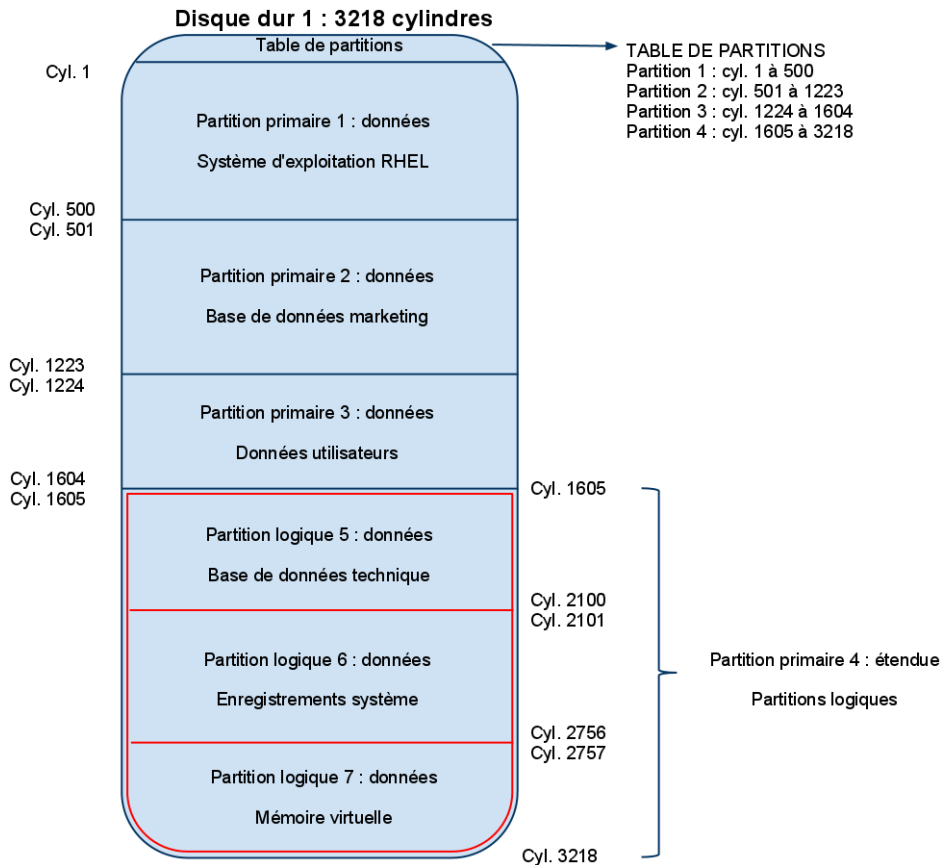 Disque dur 1 : 3218 cylindres
Table de partitions
TABLE DE PARTITIONS
Partition 1 : cyl. 1 à 500
Partition 2 : cyl. 501 à 1223
Partition 3 : cyl. 1224 à 1604
Partition 4 : cyl. 1605 à 3218
Cyl. 1
Partition primaire 1 : données
Système d'exploitation RHEL
Cyl. 500
Cyl. 501
Partition primaire 2 : données
Base de données marketing
Cyl. 1223
Cyl. 1224
Partition primaire 3 : données
Données utilisateurs
Cyl. 1604
Cyl. 1605
Cyl. 1605
Partition logique 5 : données
Base de données technique
Cyl. 2100
Cyl. 2101
Partition logique 6 : données
Enregistrements système
Partition primaire 4 : étendue
Partitions logiques
Cyl. 2756
Cyl. 2757
Partition logique 7 : données
Mémoire virtuelle
Cyl. 3218